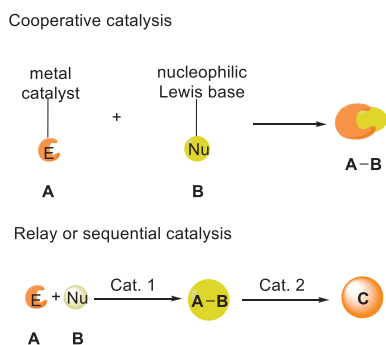 Cooperative catalysis
metal
catalyst
nucleophilic
Lewis base
+
E
Nu
A
B
A–B
Relay or sequential catalysis
E + Nu
Cat. 1
A–B
Cat. 2
C
A
B